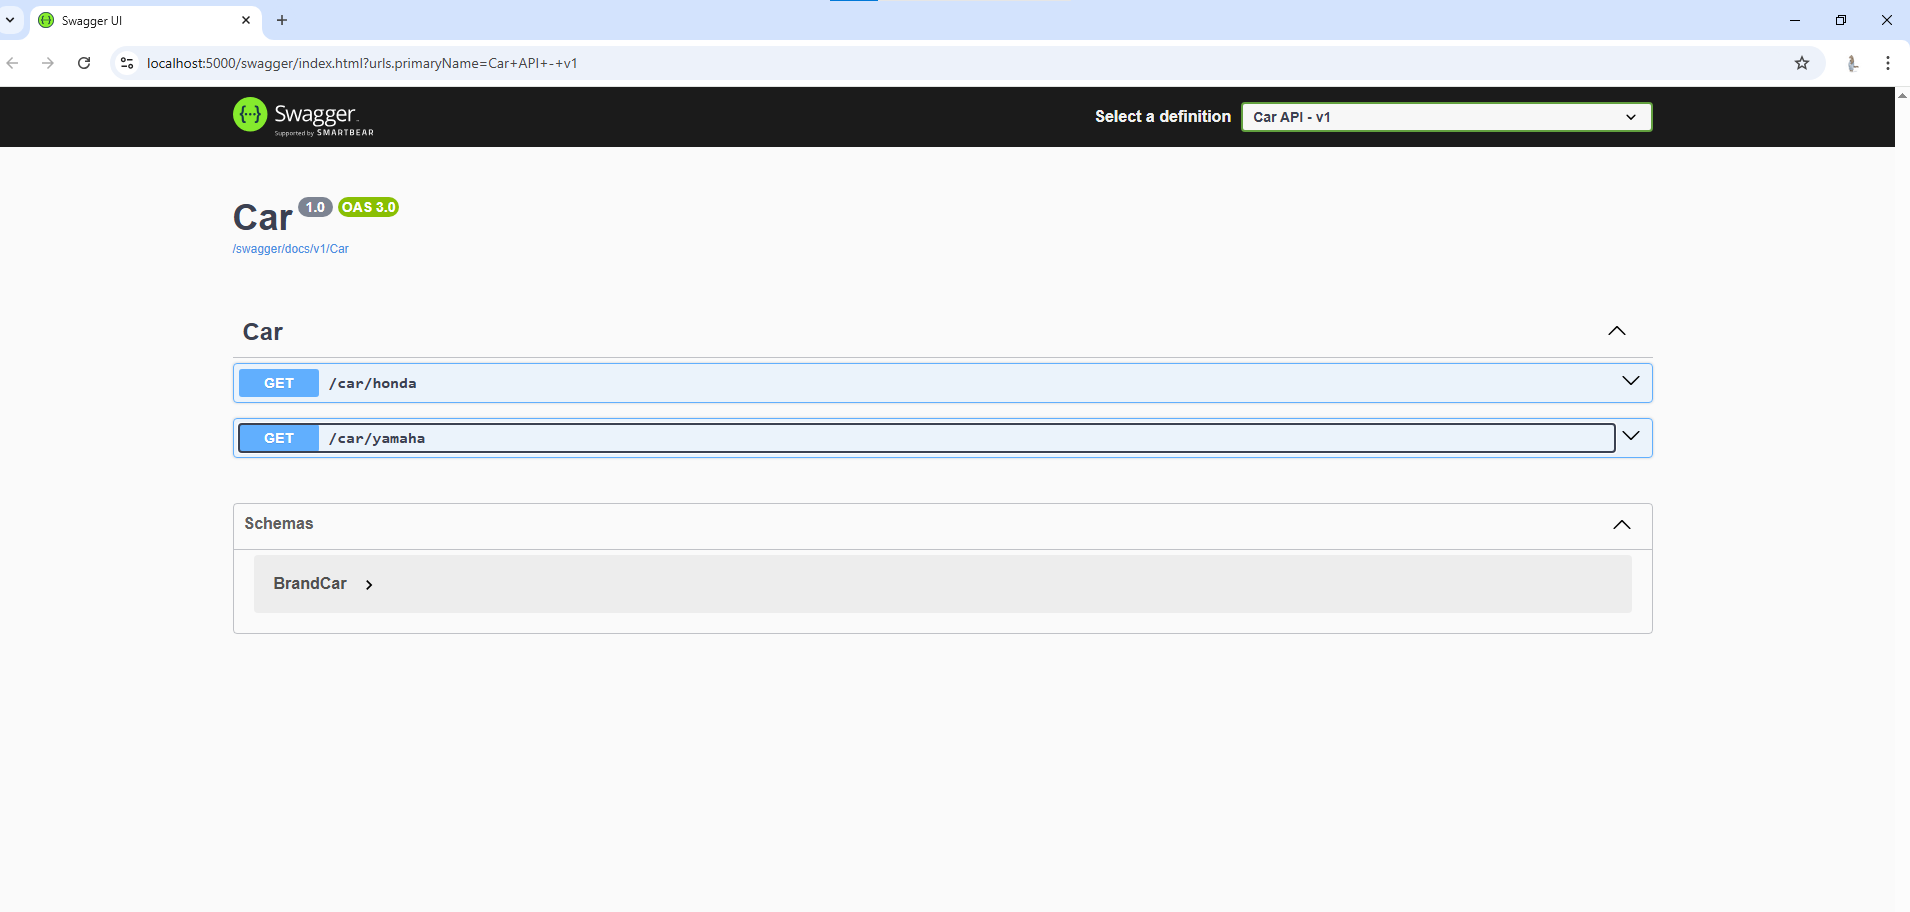 Swagger UI
localhost:5000/swagger/index.html?urls.primaryName=Car+API+-+v1
Swagger
Supported by SMARTBEAR
Select a definition
Car API - v1
Car 1.0 OAS 3.0
/swagger/docs/v1/Car
Car
GET /car/honda
GET /car/yamaha
Schemas
BrandCar